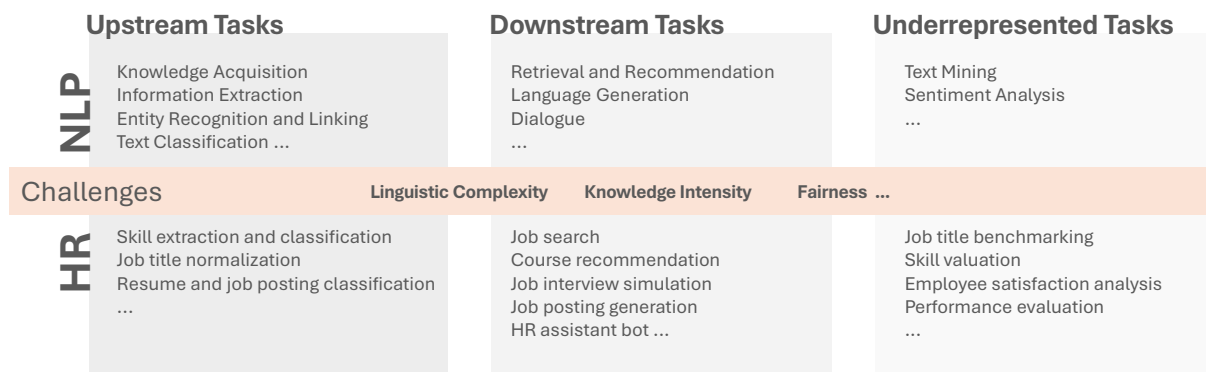 Upstream Tasks
Downstream Tasks
Underrepresented Tasks
NLP
Knowledge Acquisition
Information Extraction
Entity Recognition and Linking
Text Classification ...
Retrieval and Recommendation
Language Generation
Dialogue
...
Text Mining
Sentiment Analysis
...
Challenges
Linguistic Complexity
Knowledge Intensity
Fairness ...
HR
Skill extraction and classification
Job title normalization
Resume and job posting classification
...
Job search
Course recommendation
Job interview simulation
Job posting generation
HR assistant bot ...
Job title benchmarking
Skill valuation
Employee satisfaction analysis
Performance evaluation
...